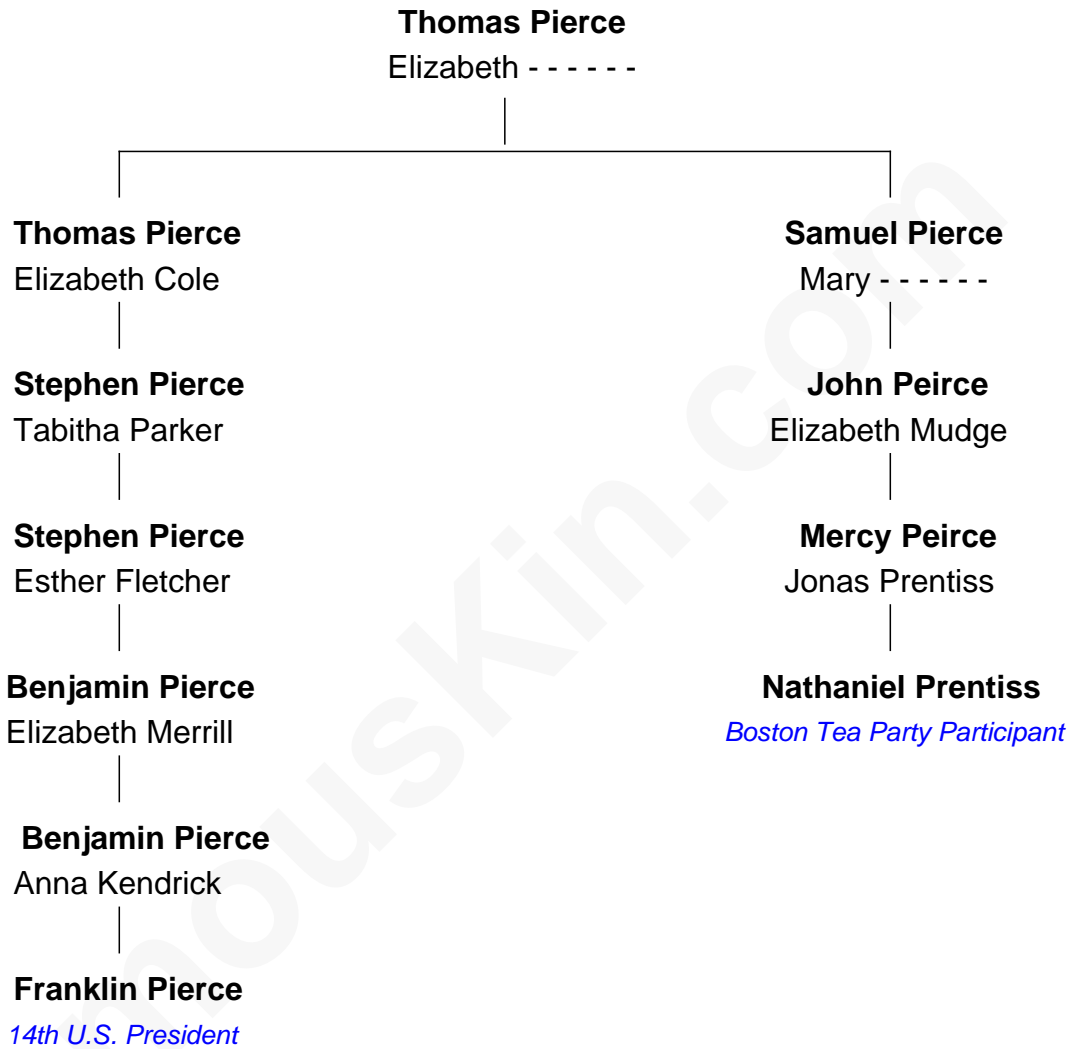 Thomas Pierce
Elizabeth - - - - - -
Thomas Pierce
Elizabeth Cole
Samuel Pierce
Mary - - - - - -
Stephen Pierce
Tabitha Parker
John Peirce
Elizabeth Mudge
Stephen Pierce
Esther Fletcher
Mercy Peirce
Jonas Prentiss
Benjamin Pierce
Elizabeth Merrill
Nathaniel Prentiss
Boston Tea Party Participant
Benjamin Pierce
Anna Kendrick
Franklin Pierce
14th U.S. President
mousKin.com